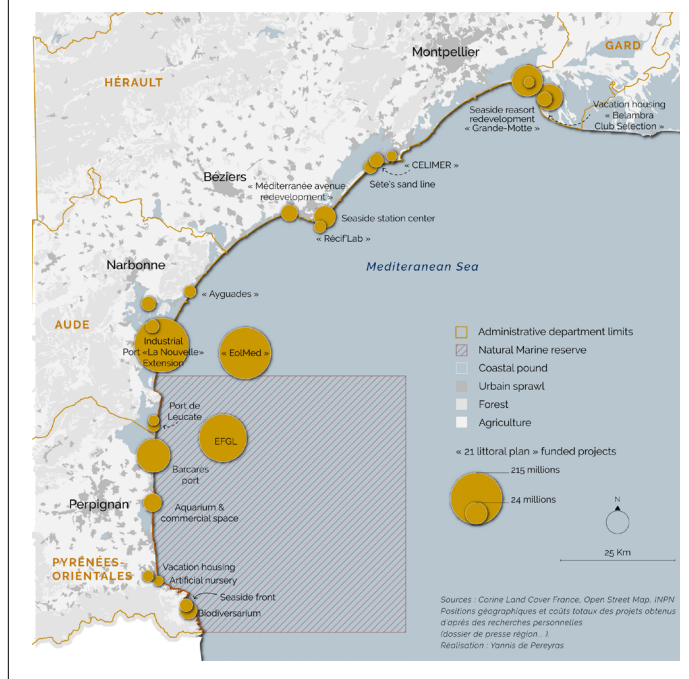 Montpellier
GARD
HÉRAULT
Seaside reasort
redevelopment
« Grande-Motte »
Vacation housing
« Belambra
Club Sélection »
« CELIMER »
Sète's sand line
Béziers
« Méditerranée avenue
redevelopment »
Seaside station center
« Récif'Lab »
Narbonne
Mediteranean Sea
« Ayguades »
AUDE
Industrial
Port «La Nouvelle»
Extension
« EolMed »
Administrative department limits
Natural Marine reserve
Coastal pound
Urban sprawl
Forest
Agriculture
Port de
Leucate
EFGL
Barcares
port
« 21 littoral plan » funded projects
215 millions
24 millions
Perpignan
Aquarium &
commercial space
N
25 Km
PYRÉNÉES-
ORIENTALES
Vacation housing
Artificial nursery
Seaside front
Biodiversarium
Sources : Corine Land Cover France, Open Street Map, INPN
Positions géographiques et coûts totaux des projets obtenus
d'après des recherches personnelles
(dossier de presse région... ).
Réalisation : Yannis de Pereyras